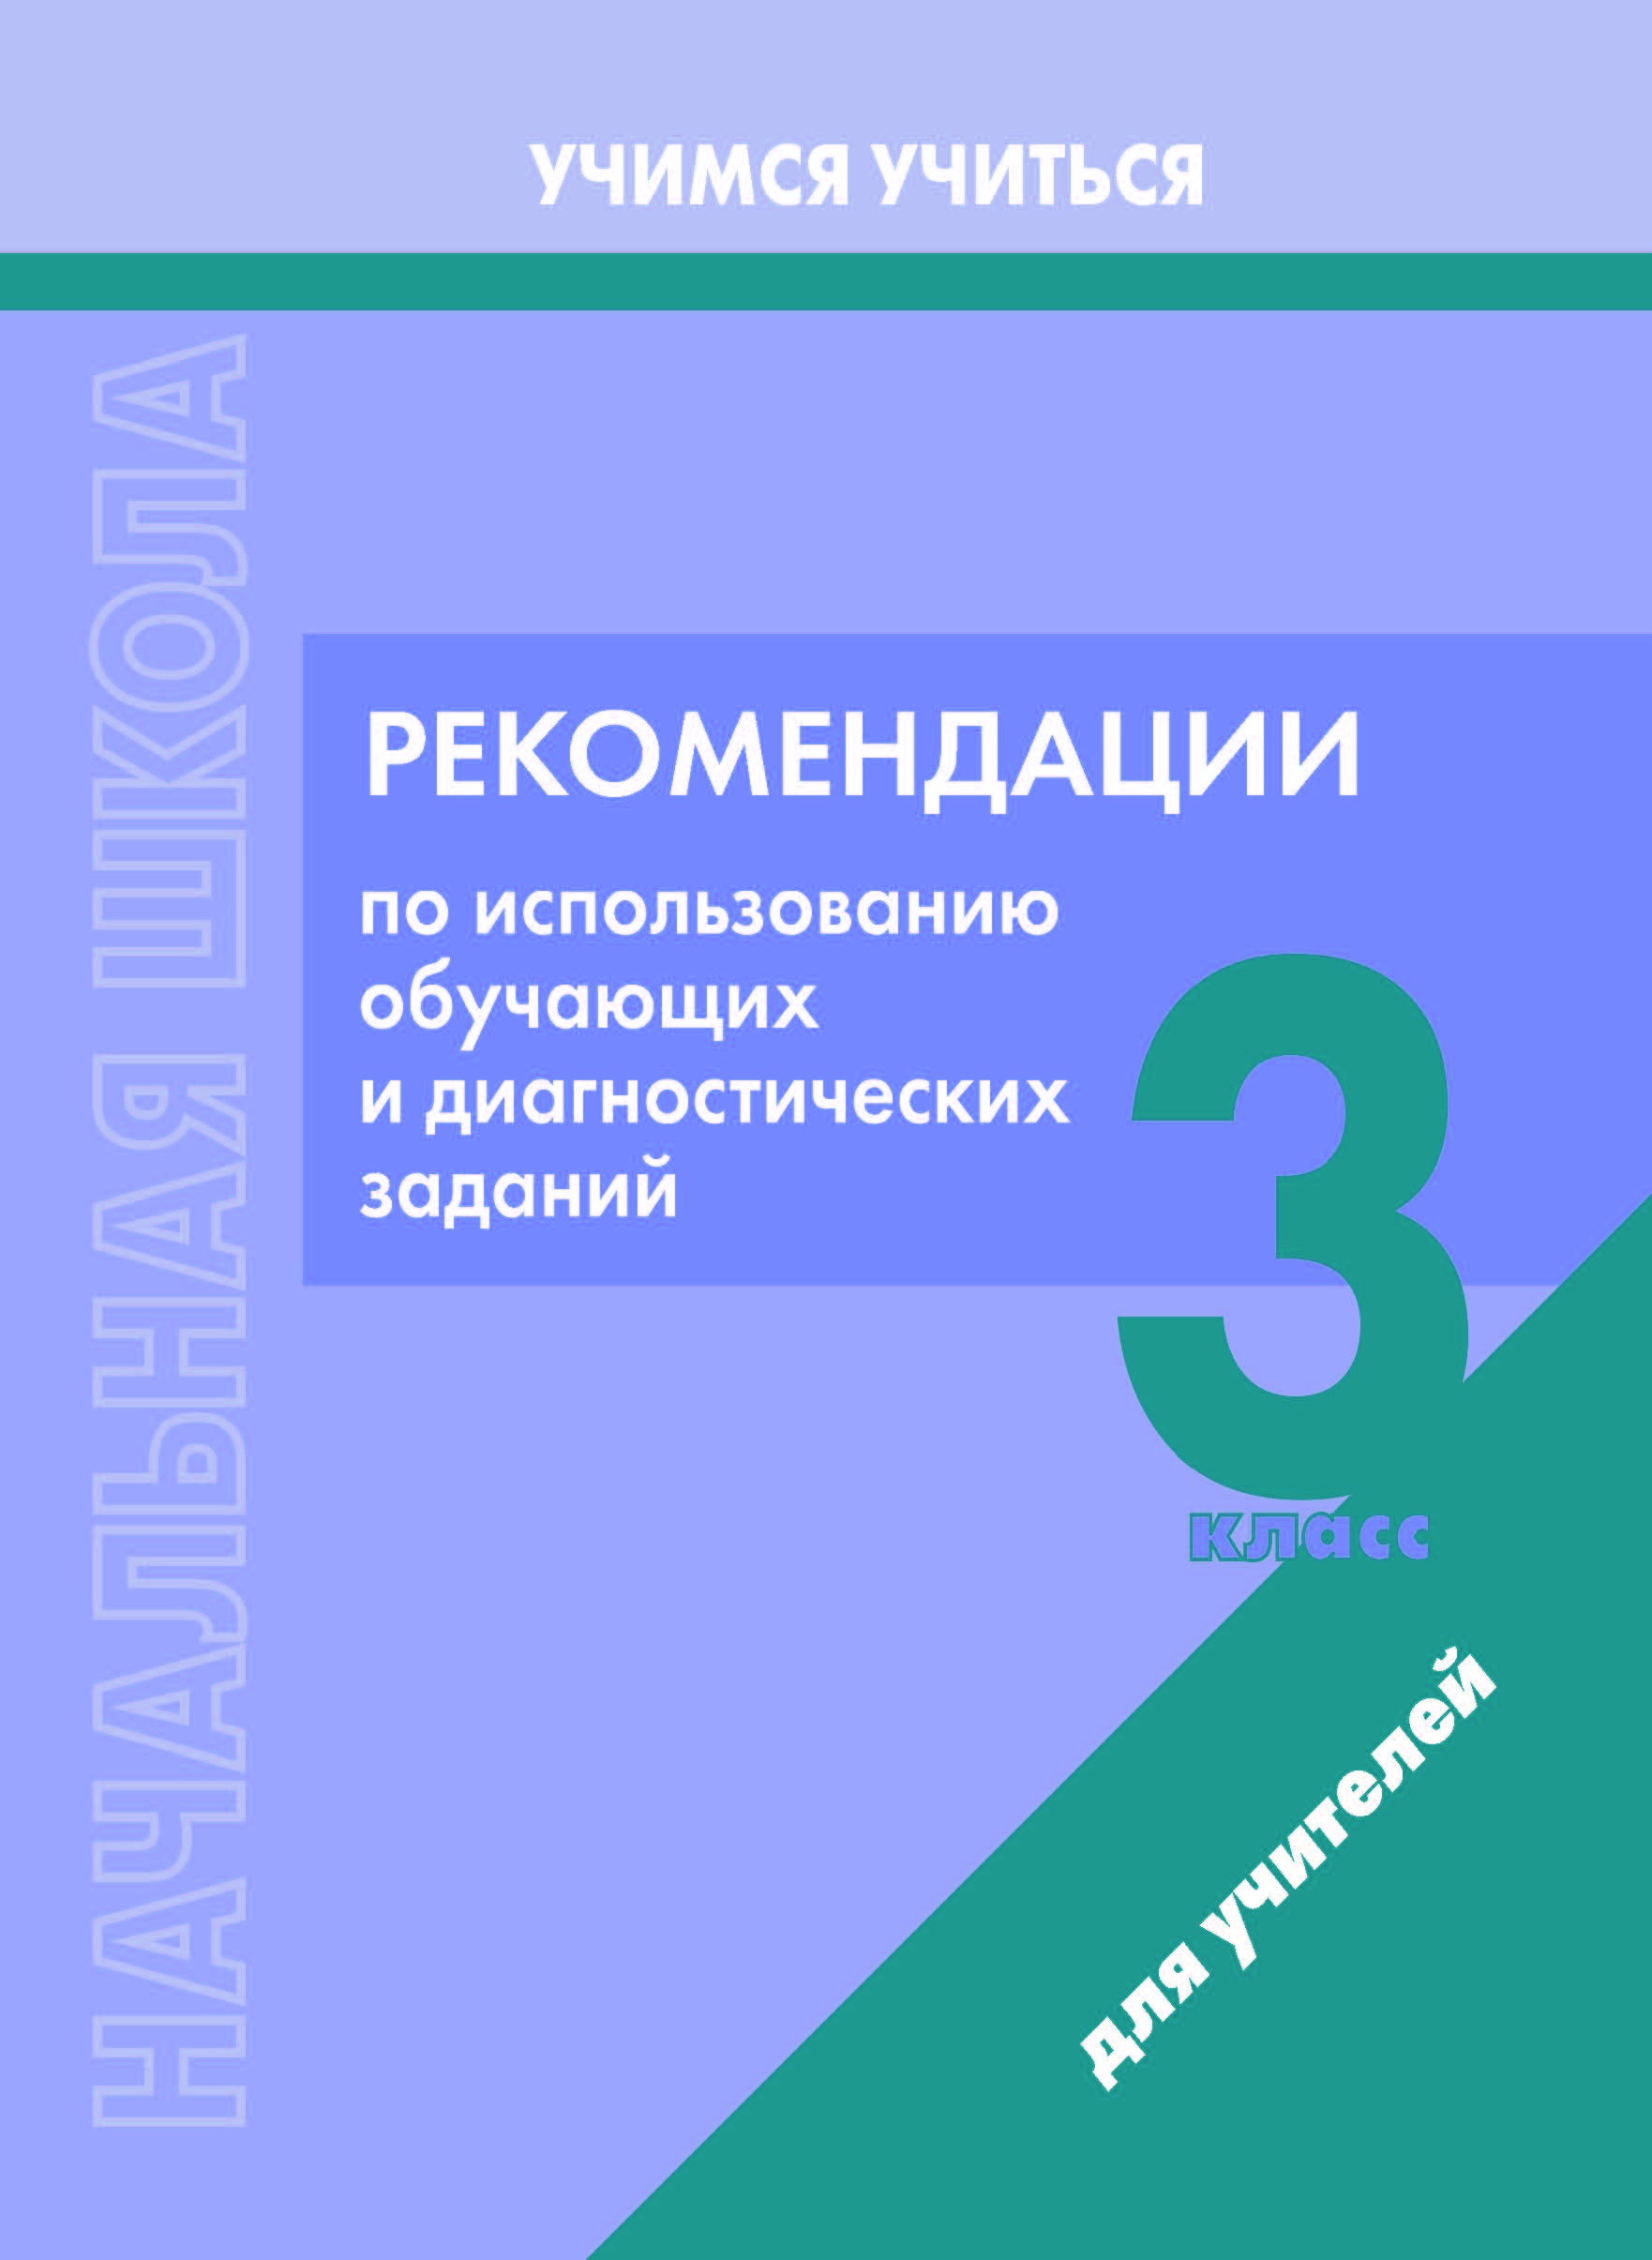 УЧИМСЯ УЧИТЬСЯ
НАЧАЛЬНАЯ ШКОЛА
РЕКОМЕНДАЦИИ
по использованию
обучающих
и диагностических
заданий
3
класс
для учителей